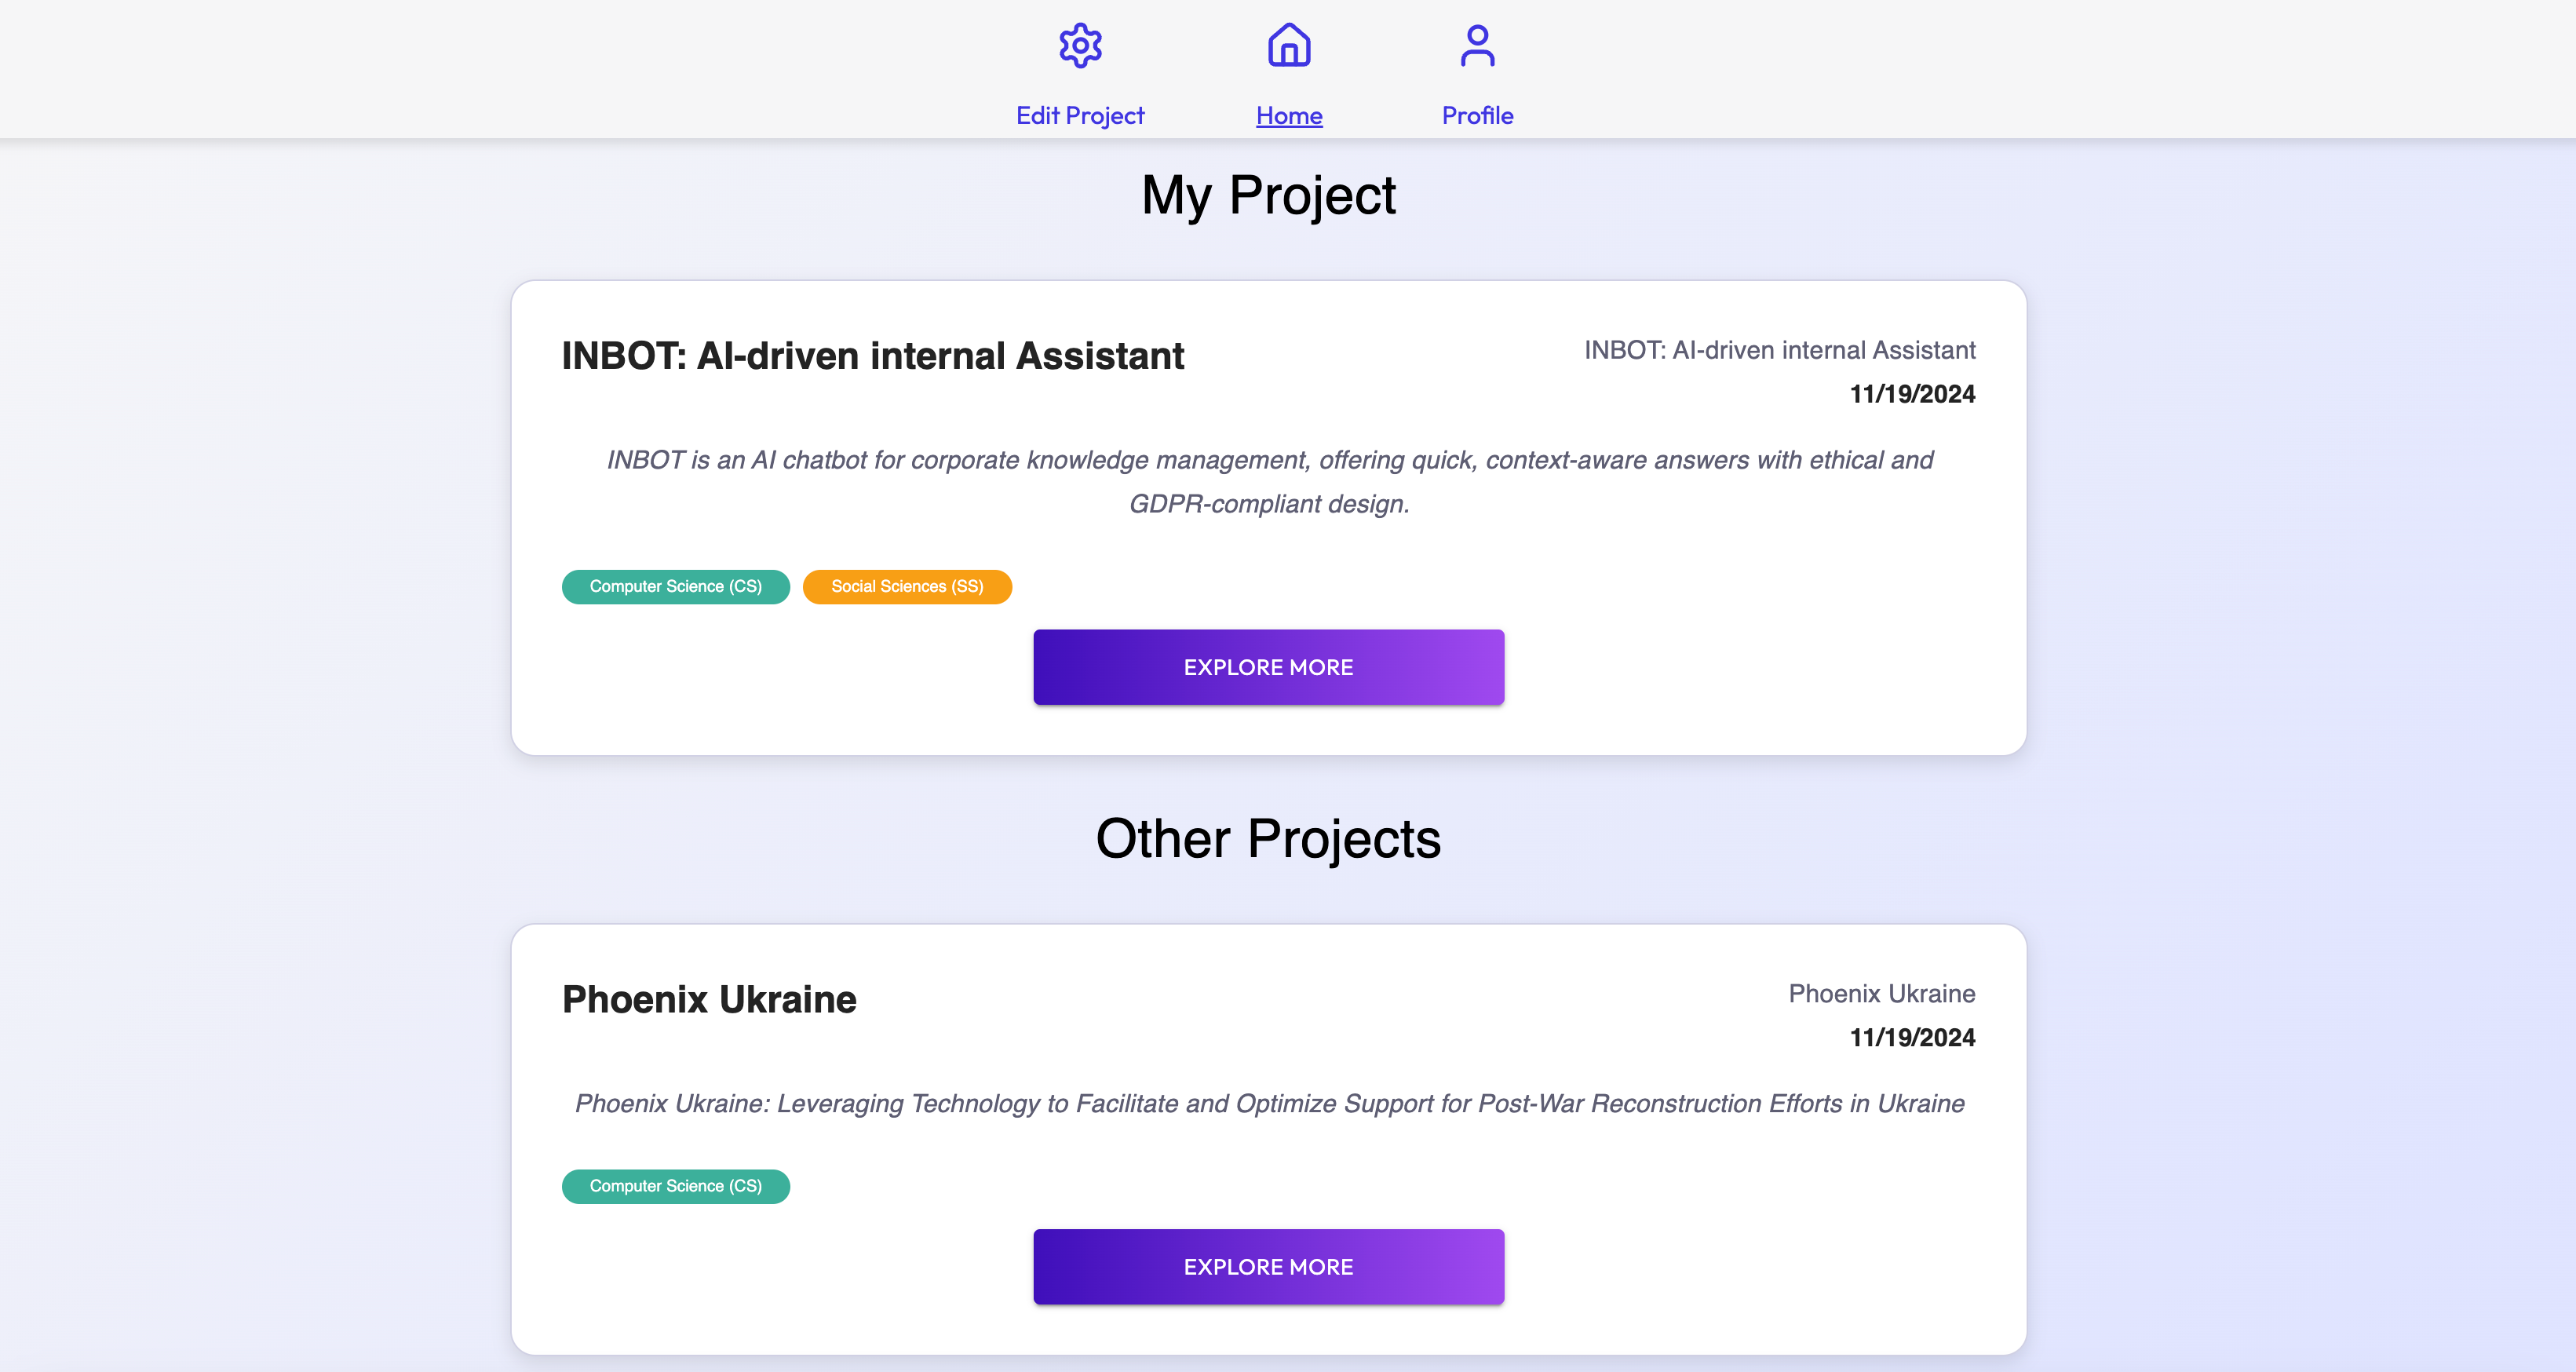 Edit Project
Home
Profile
My Project
INBOT: AI-driven internal Assistant
INBOT: AI-driven internal Assistant
11/19/2024
INBOT is an AI chatbot for corporate knowledge management, offering quick, context-aware answers with ethical and
GDPR-compliant design.
Computer Science (CS)
Social Sciences (SS)
EXPLORE MORE
Other Projects
Phoenix Ukraine
Phoenix Ukraine
11/19/2024
Phoenix Ukraine: Leveraging Technology to Facilitate and Optimize Support for Post-War Reconstruction Efforts in Ukraine
Computer Science (CS)
EXPLORE MORE